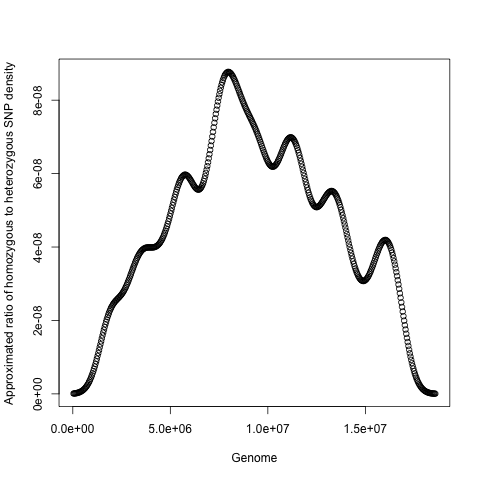 Approximated ratio of homozygous to heterozygous SNP density
8e-08
6e-08
4e-08
2e-08
0e+00
0.0e+00 5.0e+06 1.0e+07 1.5e+07
Genome